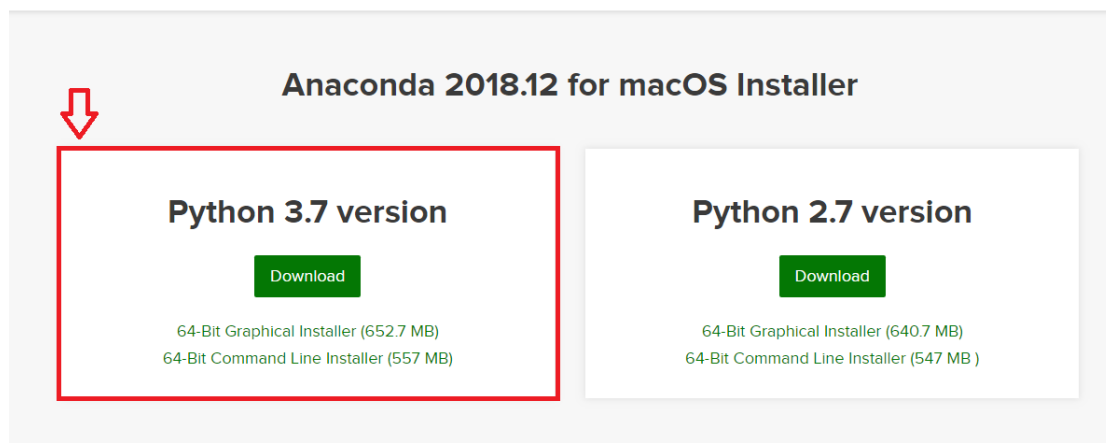 Anaconda 2018.12 for macOS Installer
Python 3.7 version
Download
64-Bit Graphical Installer (652.7 MB)
64-Bit Command Line Installer (557 MB)
Python 2.7 version
Download
64-Bit Graphical Installer (640.7 MB)
64-Bit Command Line Installer (547 MB )